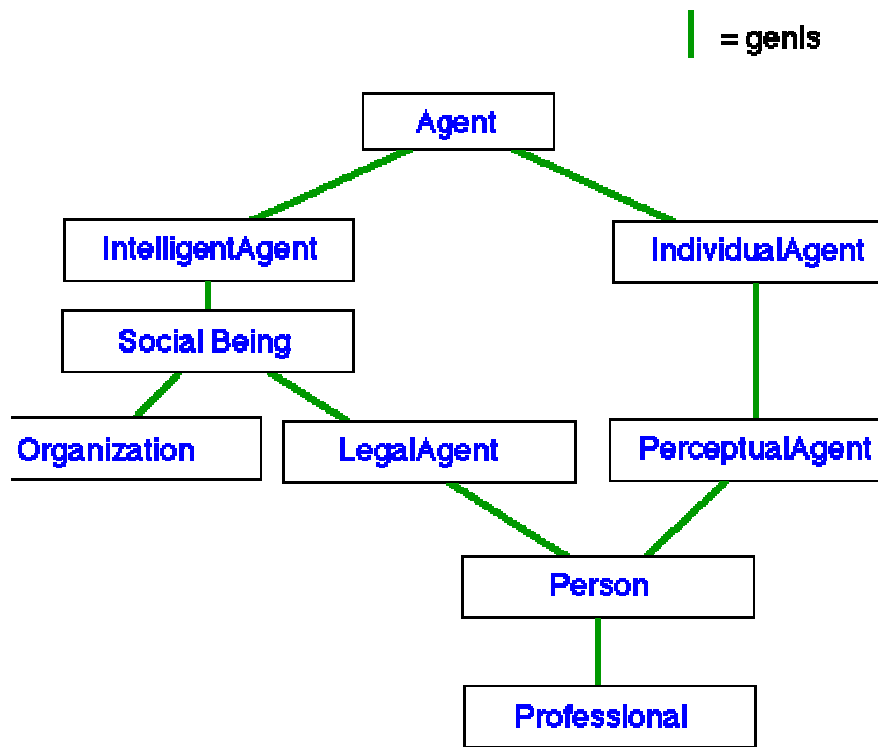 = genls
Agent
IntelligentAgent
IndividualAgent
Social Being
Organization
LegalAgent
PerceptualAgent
Person
Professional